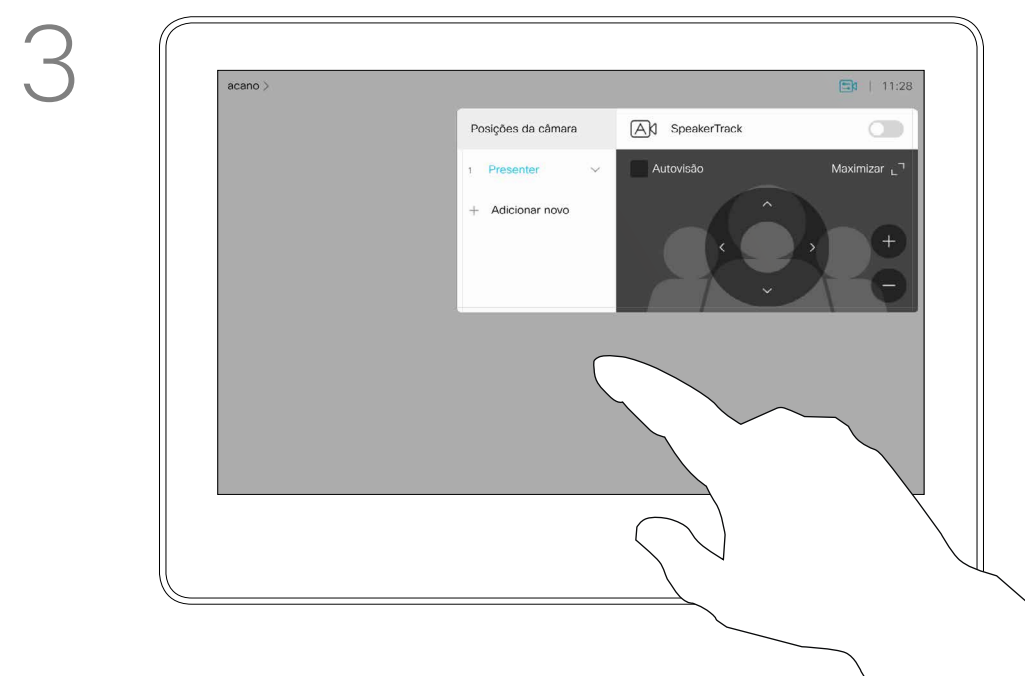 3
acano >
11:28
Posições da câmara
SpeakerTrack
1 Presenter
Autovisão
Maximizar
+ Adicionar novo